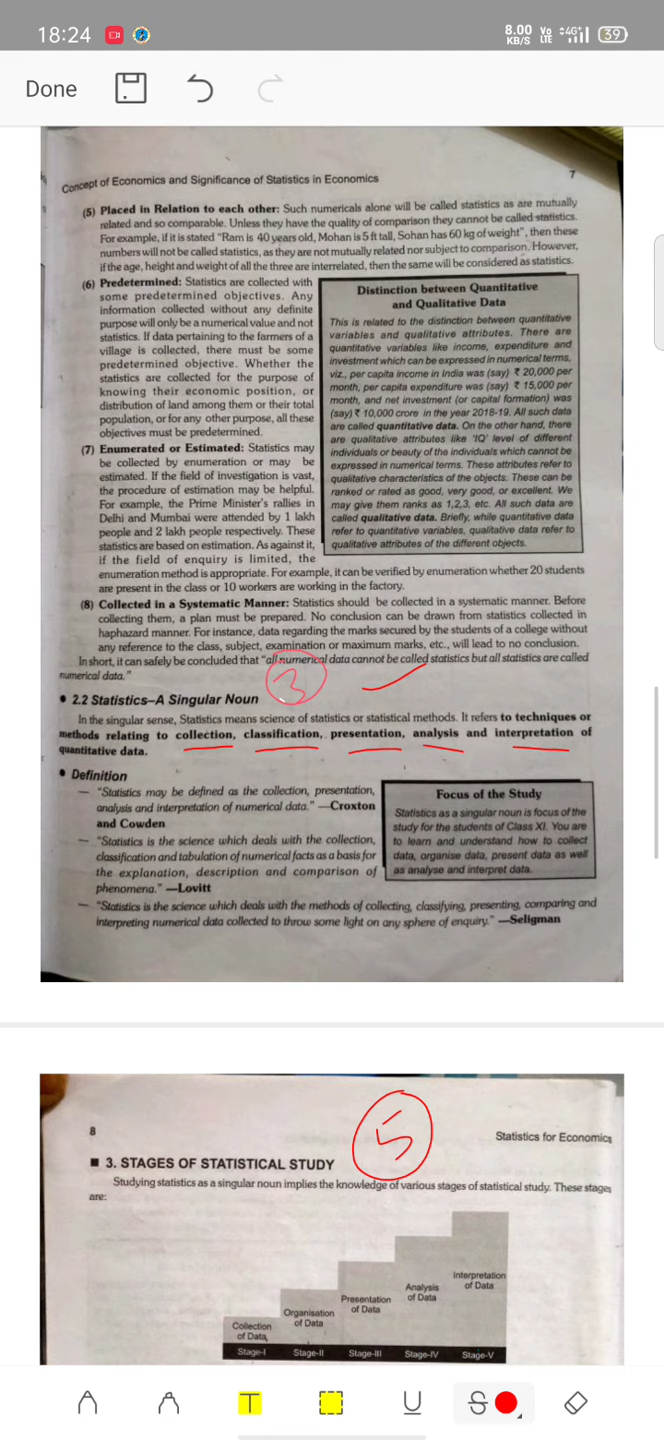 18:24
8.00
KB/S
Vo
LTE
4G+
39
Done
Concept of Economics and Significance of Statistics in Economics
7
(5) Placed in Relation to each other: Such numericals alone will be called statistics as are mutually
related and so comparable. Unless they have the quality of comparison they cannot be called statistics.
For example, if it is stated "Ram is 40 years old, Mohan is 5 ft tall, Sohan has 60 kg of weight", then these
numbers will not be called statistics, as they are not mutually related nor subject to comparison. However,
if the age, height and weight of all the three are interrelated, then the same will be considered as statistics.
(6) Predetermined: Statistics are collected with
some predetermined objectives. Any
information collected without any definite
purpose will only be a numerical value and not
statistics. If data pertaining to the farmers of a
village is collected, there must be some
predetermined objective. Whether the
statistics are collected for the purpose of
knowing their economic position, or
distribution of land among them or their total
population, or for any other purpose, all these
objectives must be predetermined.
(7) Enumerated or Estimated: Statistics may
be collected by enumeration or may be
estimated. If the field of investigation is vast,
the procedure of estimation may be helpful.
For example, the Prime Minister's rallies in
Delhi and Mumbai were attended by 1 lakh
people and 2 lakh people respectively. These
statistics are based on estimation. As against it,
if the field of enquiry is limited, the
enumeration method is appropriate. For example, it can be verified by enumeration whether 20 students
are present in the class or 10 workers are working in the factory.
Distinction between Quantitative
and Qualitative Data
This is related to the distinction between quantitative
variables and qualitative attributes. There are
quantitative variables like income, expenditure and
investment which can be expressed in numerical terms,
viz., per capita income in India was (say) ₹ 20,000 per
month, per capita expenditure was (say) ₹ 15,000 per
month, and net investment (or capital formation) was
(say) ₹ 10,000 crore in the year 2018-19. All such data
are called quantitative data. On the other hand, there
are qualitative attributes like 'IQ' level of different
individuals or beauty of the individuals which cannot be
expressed in numerical terms. These attributes refer to
qualitative characteristics of the objects. These can be
ranked or rated as good, very good, or excellent. We
may give them ranks as 1,2,3, etc. All such data are
called qualitative data. Briefly, while quantitative data
refer to quantitative variables, qualitative data refer to
qualitative attributes of the different objects.
(8) Collected in a Systematic Manner: Statistics should be collected in a systematic manner. Before
collecting them, a plan must be prepared. No conclusion can be drawn from statistics collected in
haphazard manner. For instance, data regarding the marks secured by the students of a college without
any reference to the class, subject, examination or maximum marks, etc., will lead to no conclusion.
In short, it can safely be concluded that "all numerical data cannot be called statistics but all statistics are called
numerical data."
3
• 2.2 Statistics–A Singular Noun
In the singular sense, Statistics means science of statistics or statistical methods. It refers to techniques or
methods relating to collection, classification, presentation, analysis and interpretation of
quantitative data.
• Definition
— "Statistics may be defined as the collection, presentation,
analysis and interpretation of numerical data." —Croxton
and Cowden
— "Statistics is the science which deals with the collection,
classification and tabulation of numerical facts as a basis for
the explanation, description and comparison of
phenomena." —Lovitt
Focus of the Study
Statistics as a singular noun is focus of the
study for the students of Class XI. You are
to learn and understand how to collect
data, organise data, present data as well
as analyse and interpret data.
— "Statistics is the science which deals with the methods of collecting, classifying, presenting, comparing and
interpreting numerical data collected to throw some light on any sphere of enquiry." —Seligman
8
5
Statistics for Economics
■ 3. STAGES OF STATISTICAL STUDY
Studying statistics as a singular noun implies the knowledge of various stages of statistical study. These stages
are:
Interpretation
of Data
Analysis
of Data
Presentation
of Data
Organisation
of Data
Collection
of Data
Stage-I Stage-II Stage-III Stage-IV Stage-V
T
U
S